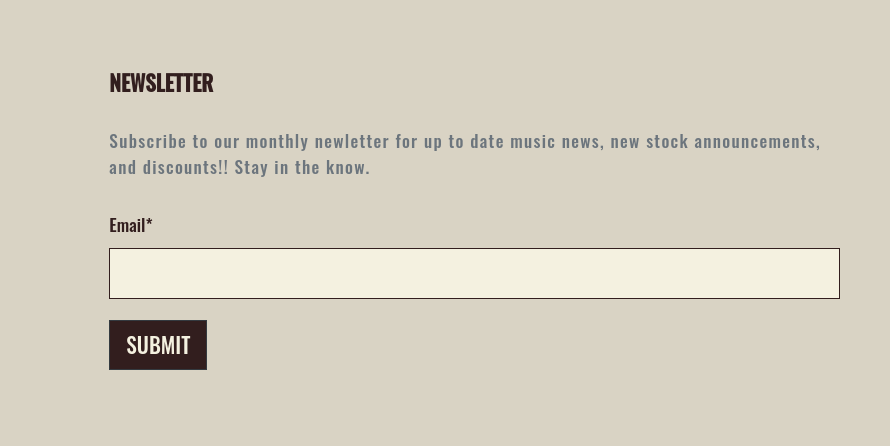 NEWSLETTER
Subscribe to our monthly newletter for up to date music news, new stock announcements,
and discounts!! Stay in the know.
Email*
SUBMIT